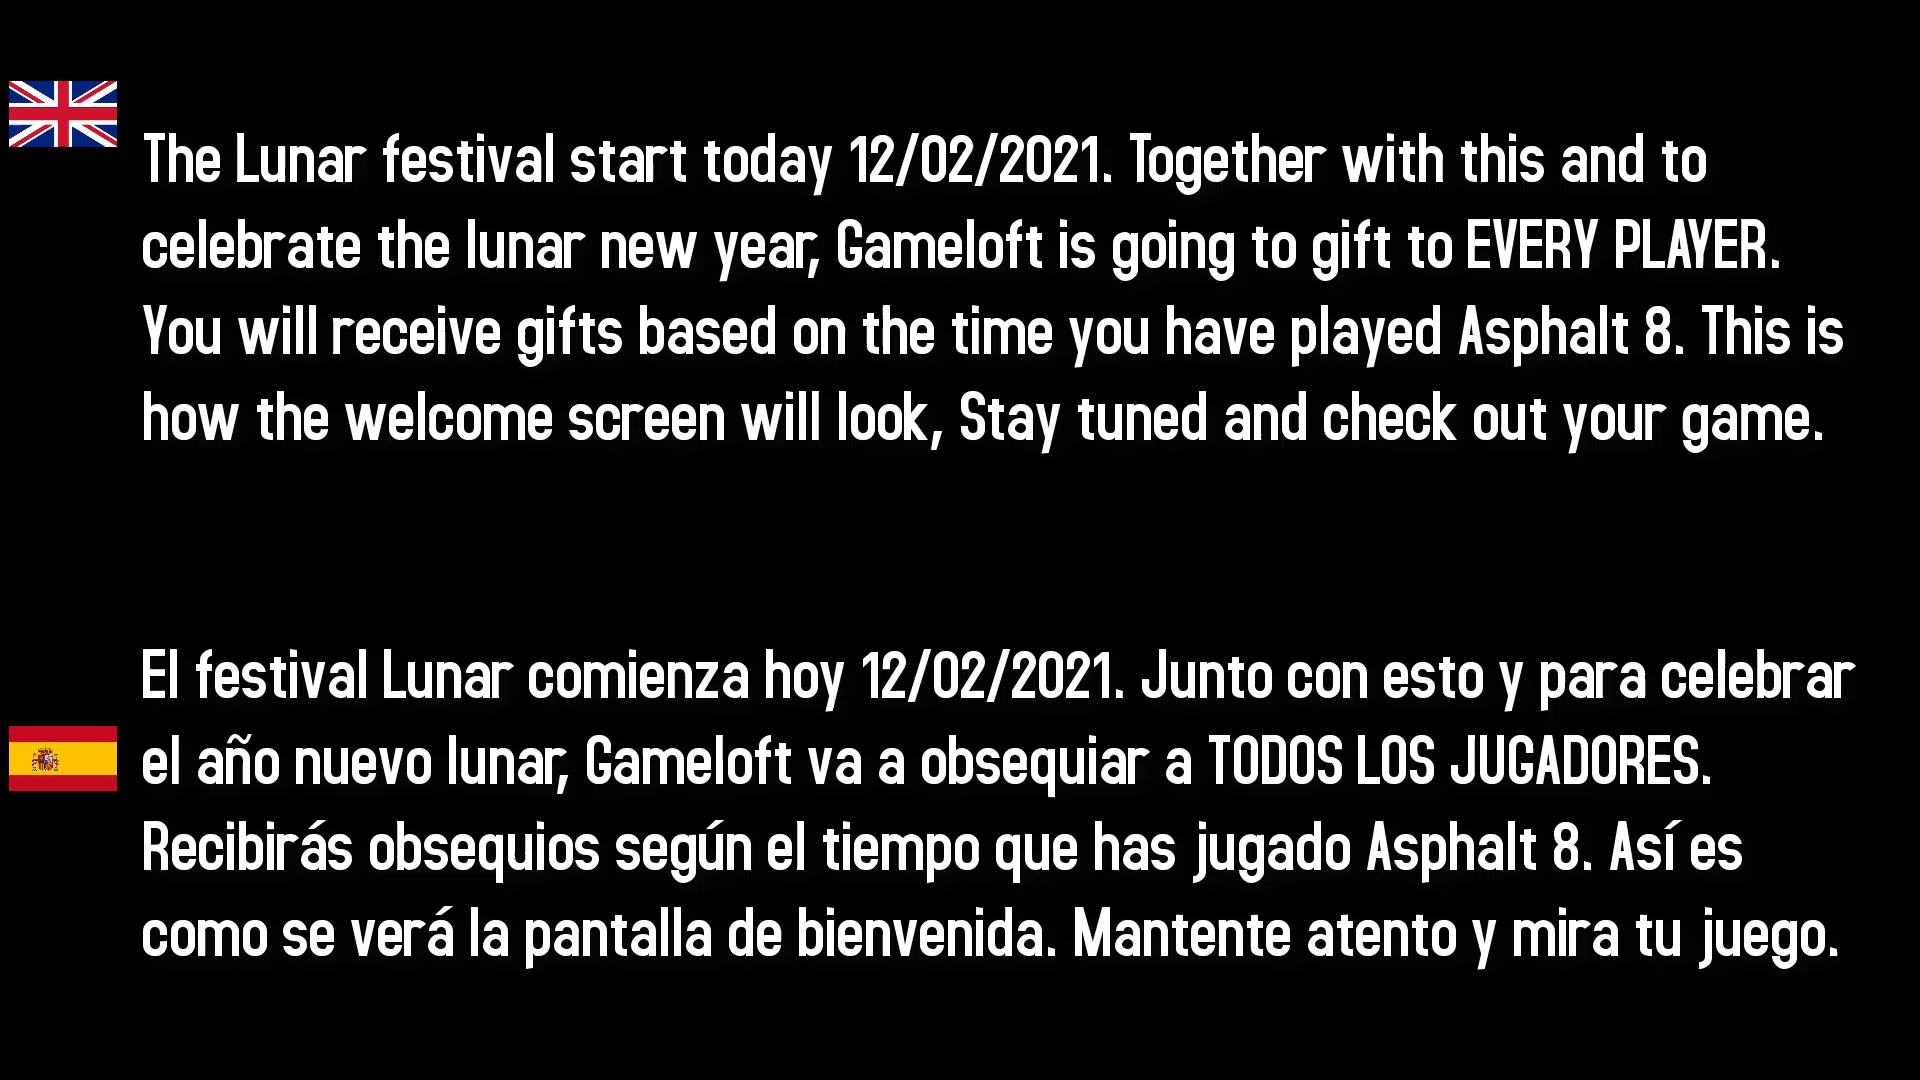 The Lunar festival start today 12/02/2021. Together with this and to
celebrate the lunar new year, Gameloft is going to gift to EVERY PLAYER.
You will receive gifts based on the time you have played Asphalt 8. This is
how the welcome screen will look, Stay tuned and check out your game.
El festival Lunar comienza hoy 12/02/2021. Junto con esto y para celebrar
el año nuevo lunar, Gameloft va a obsequiar a TODOS LOS JUGADORES.
Recibirás obsequios según el tiempo que has jugado Asphalt 8. Así es
como se verá la pantalla de bienvenida. Mantente atento y mira tu juego.